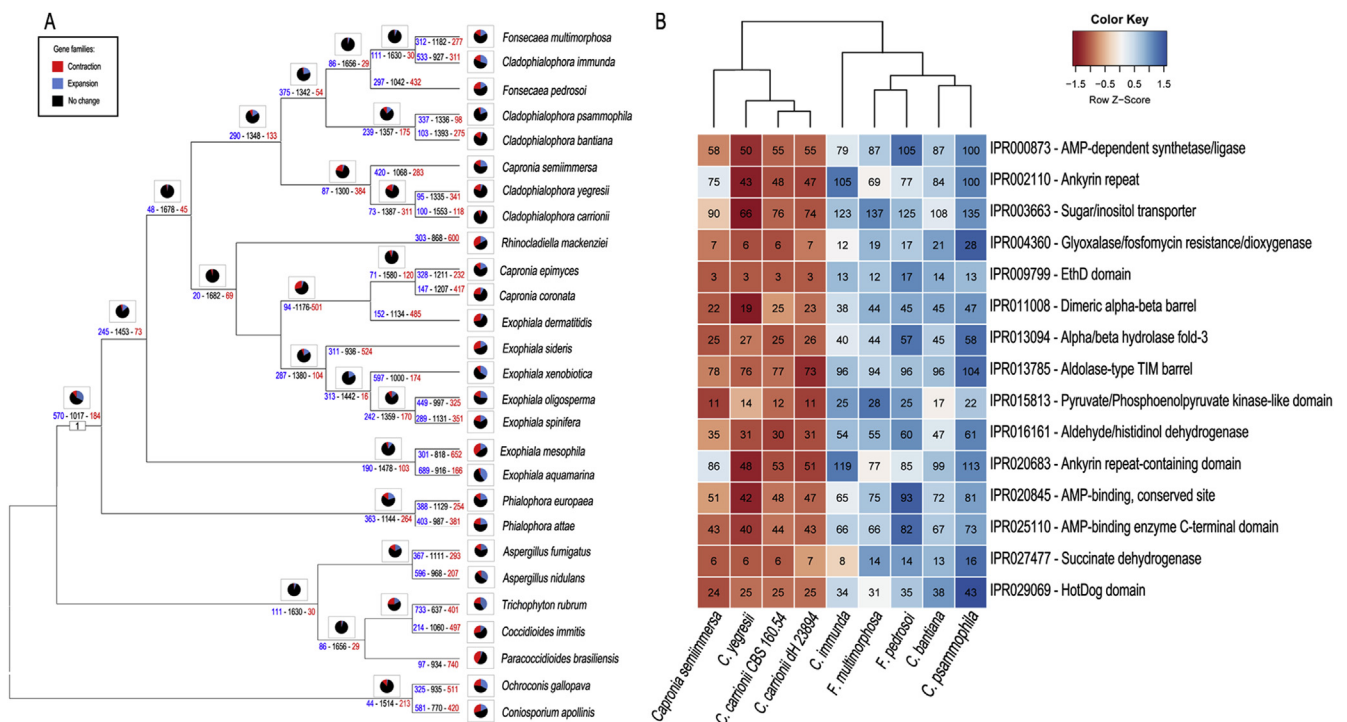 A
Gene families:
Contraction
Expansion
No change
312 - 1182 - 277
Fonsecaea multimorphosa
86 - 1656 - 29
111 - 1630 - 30
533 - 927 - 311
Cladophialophora immunda
375 - 1342 - 54
297 - 1042 - 432
Fonsecaea pedrosoi
337 - 1336 - 98
Cladophialophora psammophila
290 - 1348 - 133
239 - 1357 - 175
103 - 1393 - 275
Cladophialophora bantiana
420 - 1068 - 283
Capronia semiimmersa
87 - 1300 - 384
95 - 1335 - 341
Cladophialophora yegresii
48 - 1678 - 45
73 - 1387 - 311
100 - 1553 - 118
Cladophialophora carrionii
303 - 868 - 600
Rhinocladiella mackenziei
71 - 1580 - 120
328 - 1211 - 232
Capronia epimyces
20 - 1682 - 69
147 - 1207 - 417
Capronia coronata
94 - 1176 - 501
152 - 1134 - 485
Exophiala dermatitidis
245 - 1453 - 73
311 - 936 - 524
Exophiala sideris
287 - 1380 - 104
597 - 1000 - 174
Exophiala xenobiotica
313 - 1442 - 16
449 - 997 - 325
Exophiala oligosperma
570 - 1017 - 184
242 - 1359 - 170
289 - 1131 - 351
Exophiala spinifera
1
301 - 818 - 652
Exophiala mesophila
190 - 1478 - 103
689 - 916 - 166
Exophiala aquamarina
388 - 1129 - 254
Phialophora europaea
363 - 1144 - 264
403 - 987 - 381
Phialophora attae
367 - 1111 - 293
Aspergillus fumigatus
596 - 968 - 207
Aspergillus nidulans
111 - 1630 - 30
733 - 637 - 401
Trichophyton rubrum
214 - 1060 - 497
Coccidioides immitis
86 - 1656 - 29
97 - 934 - 740
Paracoccidioides brasiliensis
325 - 935 - 511
Ochroconis gallopava
44 - 1514 - 213
581 - 770 - 420
Coniosporium apollinis
B
Color Key
−1.5 −0.5 0.5 1.5
Row Z-Score
58 50 55 55 79 87 105 87 100 IPR000873 - AMP-dependent synthetase/ligase
75 43 48 47 105 69 77 84 100 IPR002110 - Ankyrin repeat
90 66 76 74 123 137 125 108 135 IPR003663 - Sugar/inositol transporter
7 6 6 7 12 19 17 21 28 IPR004360 - Glyoxalase/fosfomycin resistance/dioxygenase
3 3 3 3 13 12 17 14 13 IPR009799 - EthD domain
22 19 25 23 38 44 45 45 47 IPR011008 - Dimeric alpha-beta barrel
25 27 25 26 40 44 57 45 58 IPR013094 - Alpha/beta hydrolase fold-3
78 76 77 73 96 94 96 96 104 IPR013785 - Aldolase-type TIM barrel
11 14 12 11 25 28 25 17 22 IPR015813 - Pyruvate/Phosphoenolpyruvate kinase-like domain
35 31 30 31 54 55 60 47 61 IPR016161 - Aldehyde/histidinol dehydrogenase
86 48 53 51 119 77 85 99 113 IPR020683 - Ankyrin repeat-containing domain
51 42 48 47 65 75 93 72 81 IPR020845 - AMP-binding, conserved site
43 40 44 43 66 66 82 67 73 IPR025110 - AMP-binding enzyme C-terminal domain
6 6 6 7 8 14 14 13 16 IPR027477 - Succinate dehydrogenase
24 25 25 25 34 31 35 38 43 IPR029069 - HotDog domain
Capronia semiimmersa
C. yegresii
C. carrionii CBS 160.54
C. carrionii dH 23894
C. immunda
F. multimorphosa
F. pedrosoi
C. bantiana
C. psammophila